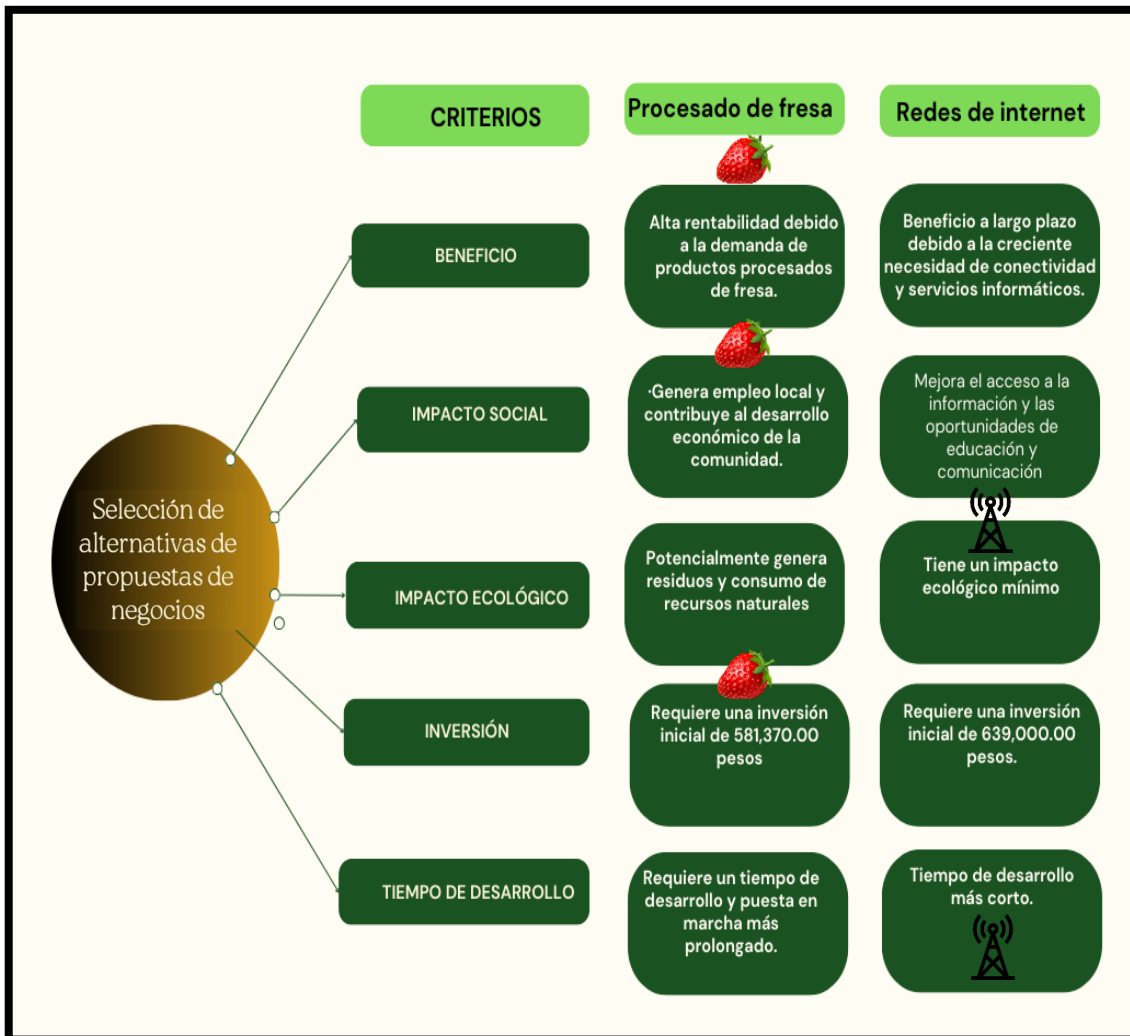 CRITERIOS
Procesado de fresa
Redes de internet
Selección de
alternativas de
propuestas de
negocios
BENEFICIO
Alta rentabilidad debido
a la demanda de
productos procesados
de fresa.
Beneficio a largo plazo
debido a la creciente
necesidad de conectividad
y servicios informáticos.
IMPACTO SOCIAL
·Genera empleo local y
contribuye al desarrollo
económico de la
comunidad.
Mejora el acceso a la
información y las
oportunidades de
educación y
comunicación
IMPACTO ECOLÓGICO
Potencialmente genera
residuos y consumo de
recursos naturales
Tiene un impacto
ecológico mínimo
INVERSIÓN
Requiere una inversión
inicial de 581,370.00
pesos
Requiere una inversión
inicial de 639,000.00
pesos.
TIEMPO DE DESARROLLO
Requiere un tiempo de
desarrollo y puesta en
marcha más
prolongado.
Tiempo de desarrollo
más corto.